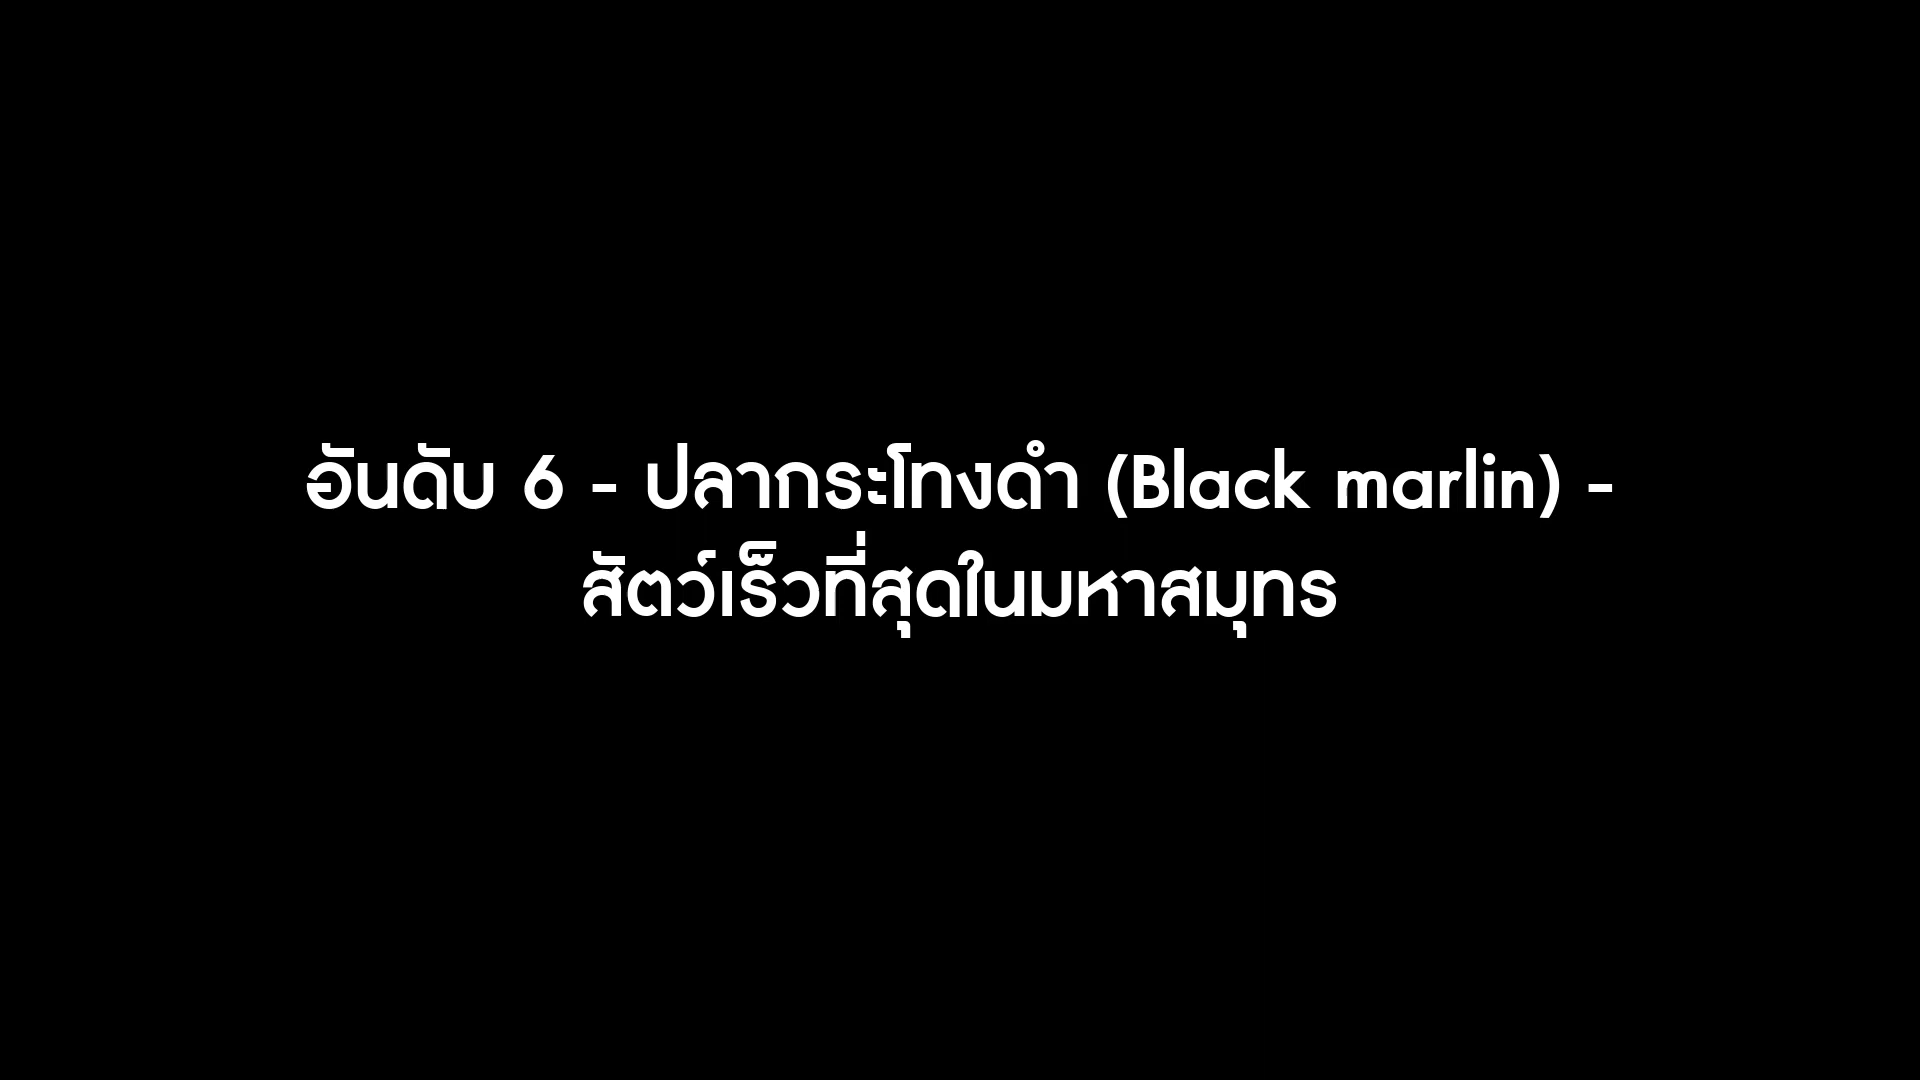 อันดับ 6 - ปลากระโทงดำ (Black marlin) -
สัตว์เร็วที่สุดในมหาสมุทร